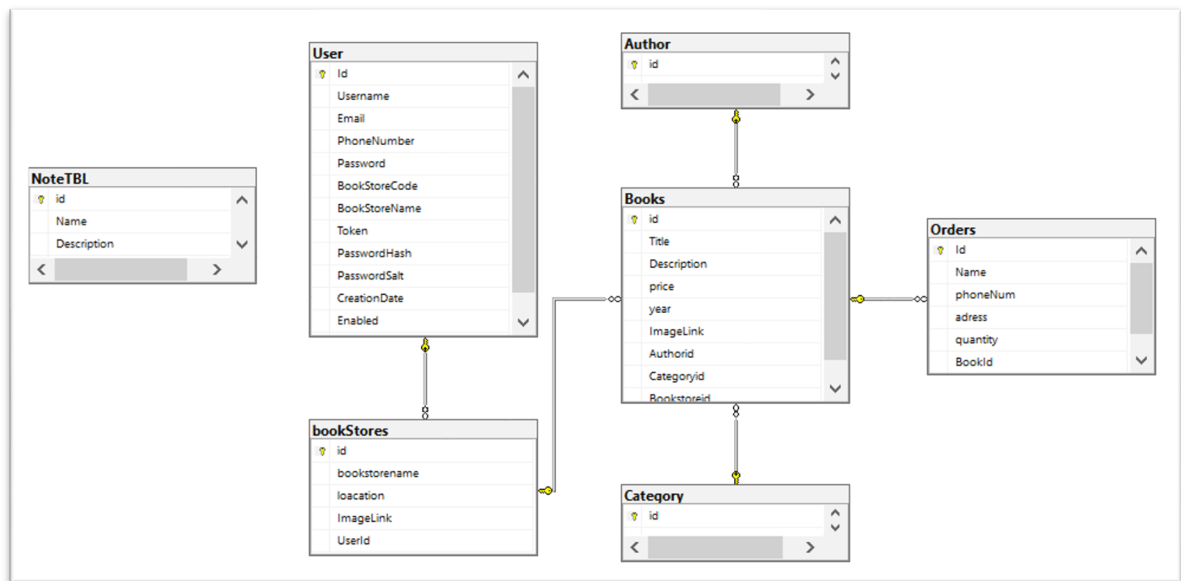 User
Id
Username
Email
PhoneNumber
Password
BookStoreCode
BookStoreName
Token
PasswordHash
PasswordSalt
CreationDate
Enabled
Author
id
NoteTBL
id
Name
Description
Books
id
Title
Description
price
year
ImageLink
Authorid
Categoryid
Bookstoreid
Orders
Id
Name
phoneNum
adress
quantity
BookId
bookStores
id
bookstorename
loacation
ImageLink
UserId
Category
id